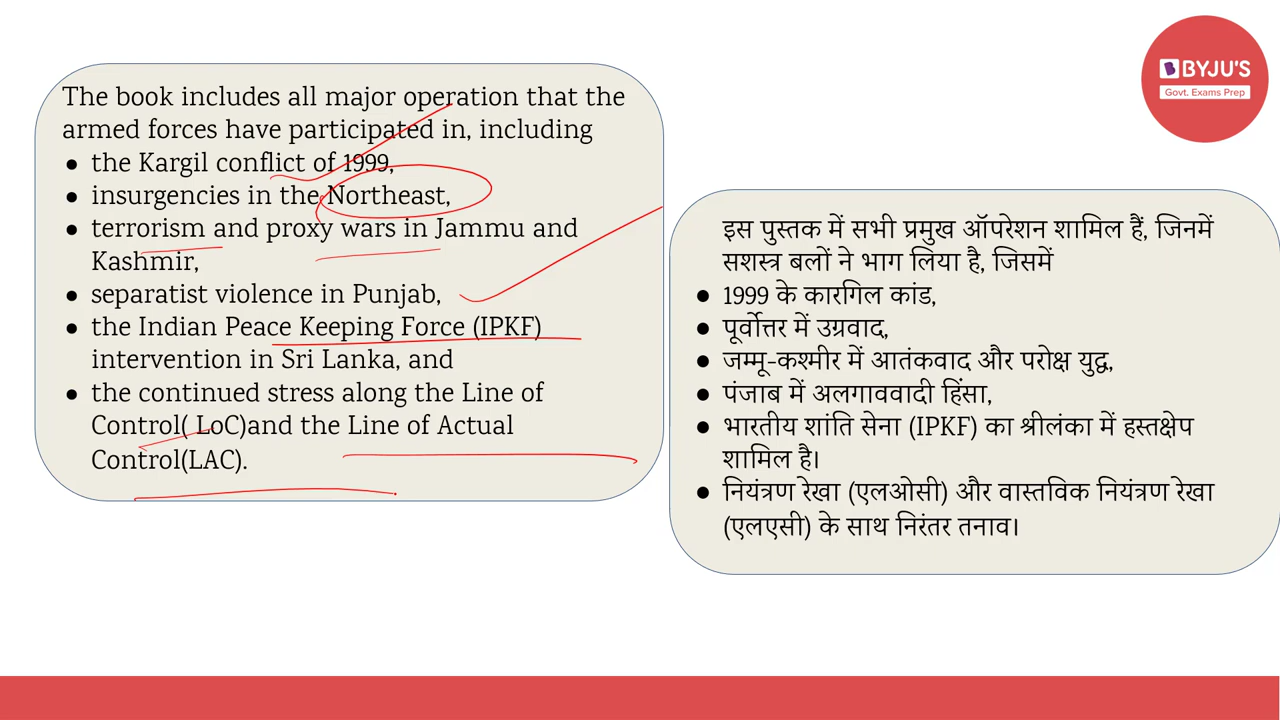 The book includes all major operation that the
armed forces have participated in, including
● the Kargil conflict of 1999,
● insurgencies in the Northeast,
● terrorism and proxy wars in Jammu and
Kashmir,
● separatist violence in Punjab,
● the Indian Peace Keeping Force (IPKF)
intervention in Sri Lanka, and
● the continued stress along the Line of
Control( LoC)and the Line of Actual
Control(LAC).
BYJU'S
Govt. Exams Prep
इस पुस्तक में सभी प्रमुख ऑपरेशन शामिल हैं, जिनमें
सशस्त्र बलों ने भाग लिया है, जिसमें
● 1999 के कारगिल कांड,
● पूर्वोत्तर में उग्रवाद,
● जम्मू-कश्मीर में आतंकवाद और परोक्ष युद्ध,
● पंजाब में अलगाववादी हिंसा,
● भारतीय शांति सेना (IPKF) का श्रीलंका में हस्तक्षेप
शामिल है।
● नियंत्रण रेखा (एलओसी) और वास्तविक नियंत्रण रेखा
(एलएसी) के साथ निरंतर तनाव।